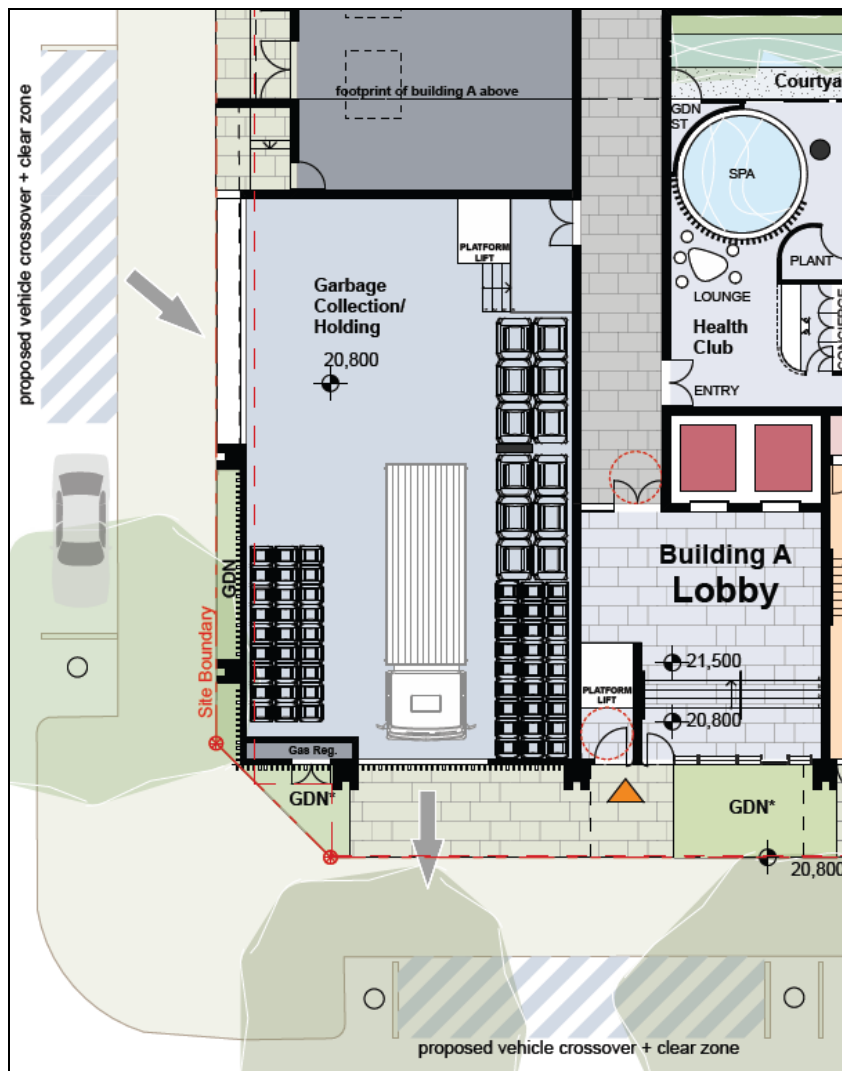 footprint of building A above
Courtya
GDN
ST
SPA
PLANT
LOUNGE
Health
Club
CONCIERGE
ENTRY
PLATFORM
LIFT
Garbage
Collection/
Holding
20,800
proposed vehicle crossover + clear zone
GDN
Site Boundary
Building A
Lobby
21,500
20,800
PLATFORM
LIFT
Gas Reg.
GDN*
GDN*
20,800
proposed vehicle crossover + clear zone